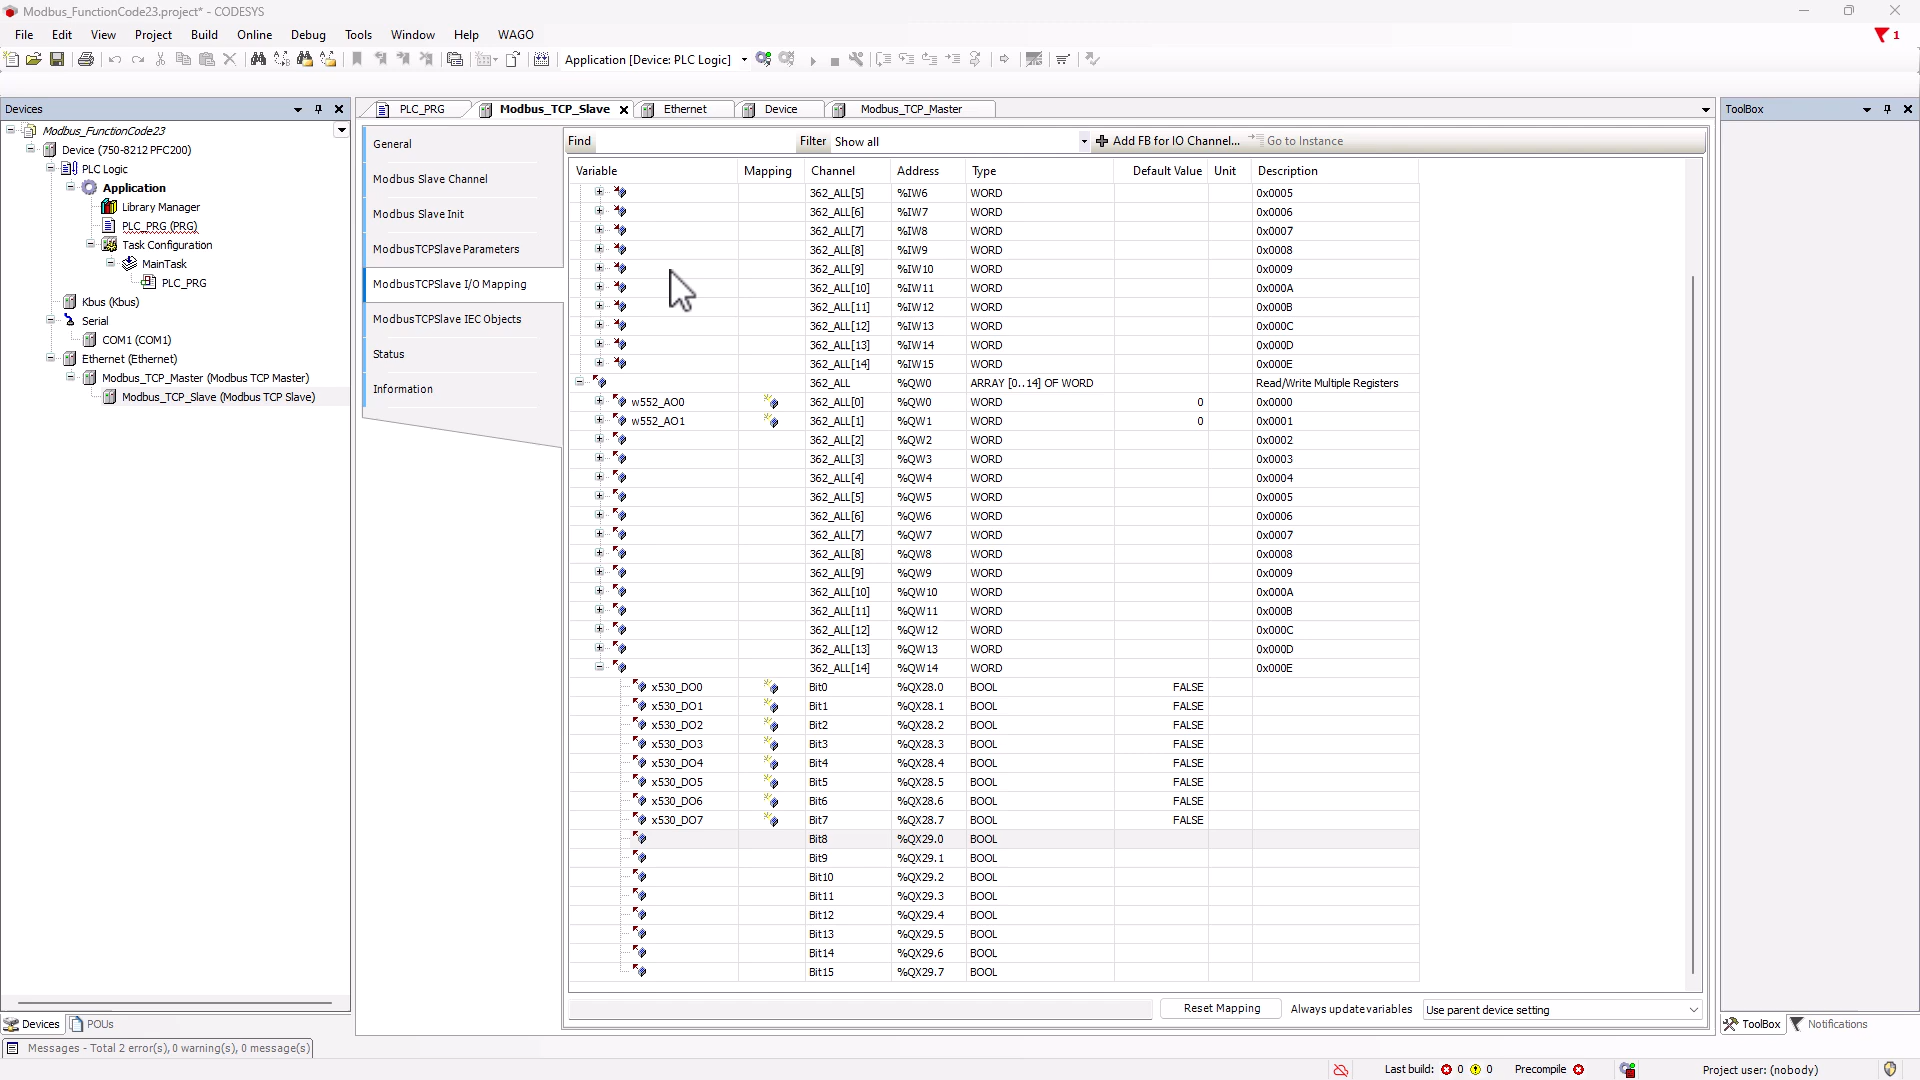 Modbus_FunctionCode23.project* - CODESYS
File Edit View Project Build Online Debug Tools Window Help WAGO
1
Application [Device: PLC Logic]
Devices
Modbus_FunctionCode23
Device (750-8212 PFC200)
PLC Logic
Application
Library Manager
PLC_PRG (PRG)
Task Configuration
MainTask
PLC_PRG
Kbus (Kbus)
Serial
COM1 (COM1)
Ethernet (Ethernet)
Modbus_TCP_Master (Modbus TCP Master)
Modbus_TCP_Slave (Modbus TCP Slave)
Devices POUs
PLC_PRG Modbus_TCP_Slave Ethernet Device Modbus_TCP_Master
General
Modbus Slave Channel
Modbus Slave Init
ModbusTCPSlave Parameters
ModbusTCPSlave I/O Mapping
ModbusTCPSlave IEC Objects
Status
Information
Find Filter Show all Add FB for IO Channel... Go to Instance
Variable Mapping Channel Address Type Default Value Unit Description
362_ALL[5] %IW6 WORD 0x0005
362_ALL[6] %IW7 WORD 0x0006
362_ALL[7] %IW8 WORD 0x0007
362_ALL[8] %IW9 WORD 0x0008
362_ALL[9] %IW10 WORD 0x0009
362_ALL[10] %IW11 WORD 0x000A
362_ALL[11] %IW12 WORD 0x000B
362_ALL[12] %IW13 WORD 0x000C
362_ALL[13] %IW14 WORD 0x000D
362_ALL[14] %IW15 WORD 0x000E
362_ALL %QW0 ARRAY [0..14] OF WORD Read/Write Multiple Registers
w552_AO0 362_ALL[0] %QW0 WORD 0 0x0000
w552_AO1 362_ALL[1] %QW1 WORD 0 0x0001
362_ALL[2] %QW2 WORD 0x0002
362_ALL[3] %QW3 WORD 0x0003
362_ALL[4] %QW4 WORD 0x0004
362_ALL[5] %QW5 WORD 0x0005
362_ALL[6] %QW6 WORD 0x0006
362_ALL[7] %QW7 WORD 0x0007
362_ALL[8] %QW8 WORD 0x0008
362_ALL[9] %QW9 WORD 0x0009
362_ALL[10] %QW10 WORD 0x000A
362_ALL[11] %QW11 WORD 0x000B
362_ALL[12] %QW12 WORD 0x000C
362_ALL[13] %QW13 WORD 0x000D
362_ALL[14] %QW14 WORD 0x000E
x530_DO0 Bit0 %QX28.0 BOOL FALSE
x530_DO1 Bit1 %QX28.1 BOOL FALSE
x530_DO2 Bit2 %QX28.2 BOOL FALSE
x530_DO3 Bit3 %QX28.3 BOOL FALSE
x530_DO4 Bit4 %QX28.4 BOOL FALSE
x530_DO5 Bit5 %QX28.5 BOOL FALSE
x530_DO6 Bit6 %QX28.6 BOOL FALSE
x530_DO7 Bit7 %QX28.7 BOOL FALSE
Bit8 %QX29.0 BOOL
Bit9 %QX29.1 BOOL
Bit10 %QX29.2 BOOL
Bit11 %QX29.3 BOOL
Bit12 %QX29.4 BOOL
Bit13 %QX29.5 BOOL
Bit14 %QX29.6 BOOL
Bit15 %QX29.7 BOOL
Reset Mapping Always update variables Use parent device setting
ToolBox
ToolBox Notifications
Messages - Total 2 error(s), 0 warning(s), 0 message(s)
Last build: 0 0 Precompile Project user: (nobody)